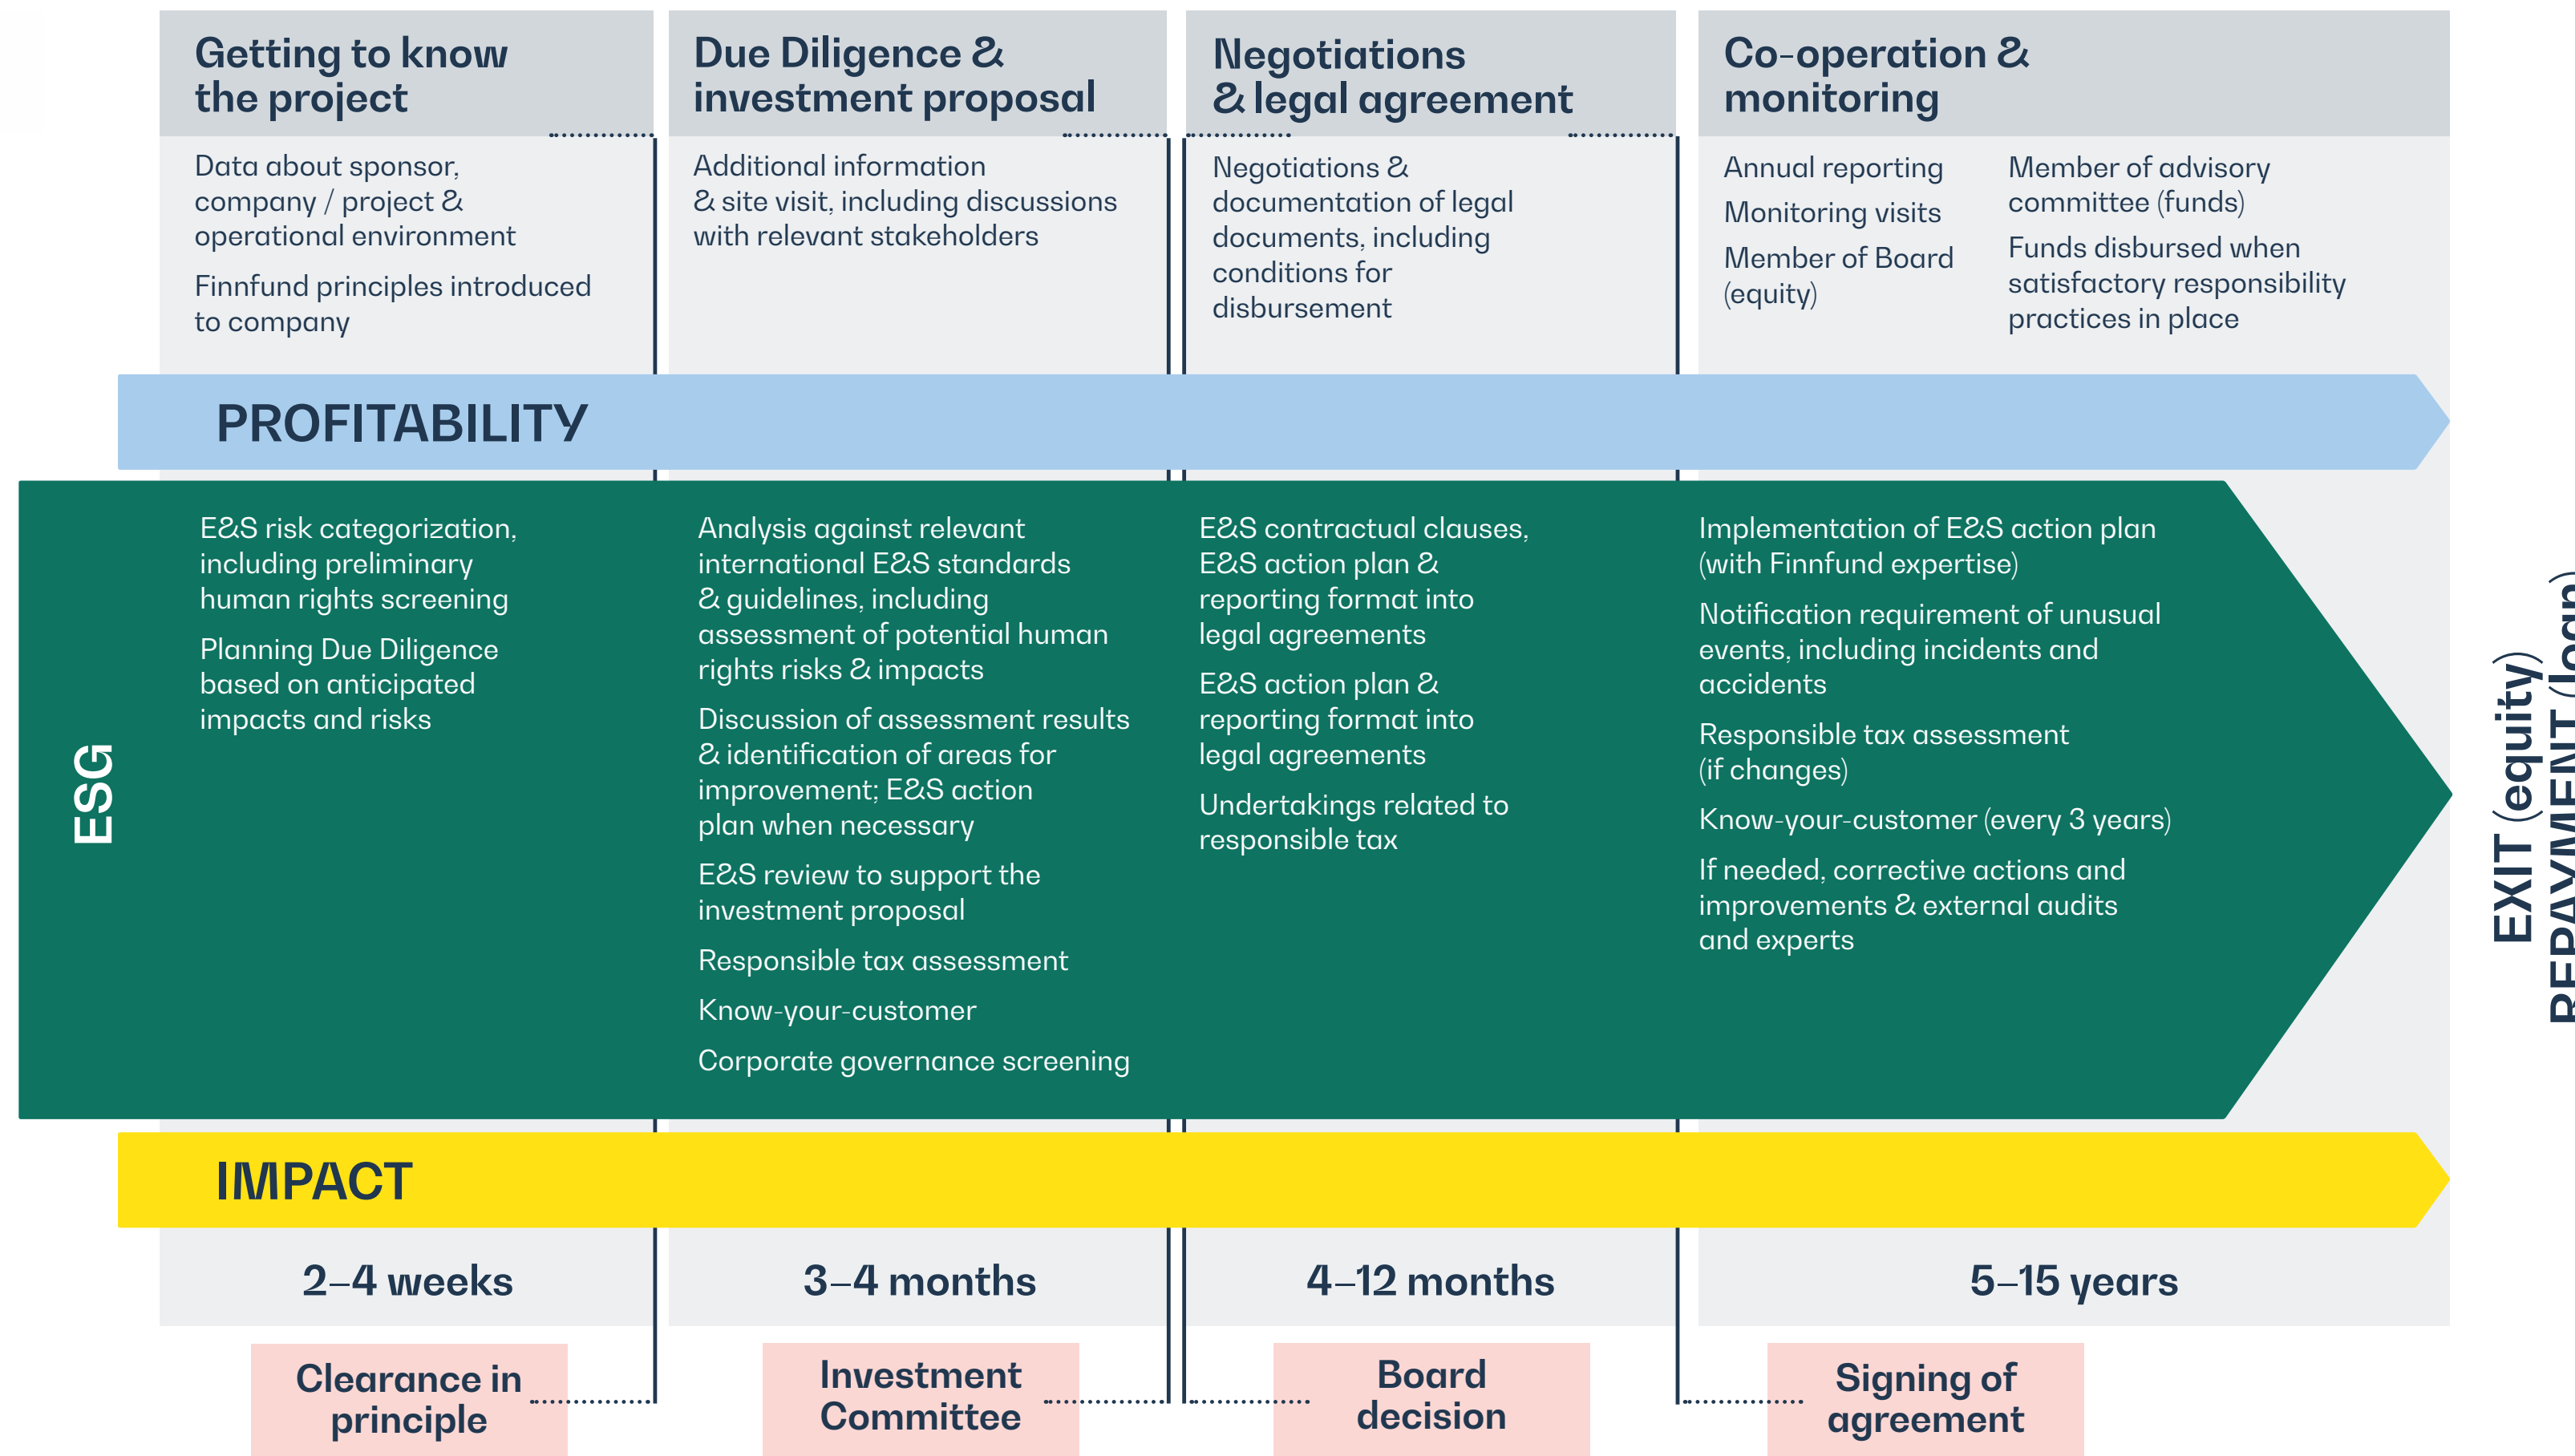 Getting to know
the project
Data about sponsor,
company / project &
operational environment
Finnfund principles introduced
to company
Due Diligence &
investment proposal
Additional information
& site visit, including discussions
with relevant stakeholders
Negotiations
& legal agreement
Negotiations &
documentation of legal
documents, including
conditions for
disbursement
Co-operation &
monitoring
Annual reporting
Monitoring visits
Member of Board
(equity)
Member of advisory
committee (funds)
Funds disbursed when
satisfactory responsibility
practices in place
PROFITABILITY
ESG
E&S risk categorization,
including preliminary
human rights screening
Planning Due Diligence
based on anticipated
impacts and risks
Analysis against relevant
international E&S standards
& guidelines, including
assessment of potential human
rights risks & impacts
Discussion of assessment results
& identification of areas for
improvement; E&S action
plan when necessary
E&S review to support the
investment proposal
Responsible tax assessment
Know-your-customer
Corporate governance screening
E&S contractual clauses,
E&S action plan &
reporting format into
legal agreements
E&S action plan &
reporting format into
legal agreements
Undertakings related to
responsible tax
Implementation of E&S action plan
(with Finnfund expertise)
Notification requirement of unusual
events, including incidents and
accidents
Responsible tax assessment
(if changes)
Know-your-customer (every 3 years)
If needed, corrective actions and
improvements & external audits
and experts
EXIT (equity)
REPAYMENT (loan)
IMPACT
2–4 weeks
3–4 months
4–12 months
5–15 years
Clearance in
principle
Investment
Committee
Board
decision
Signing of
agreement